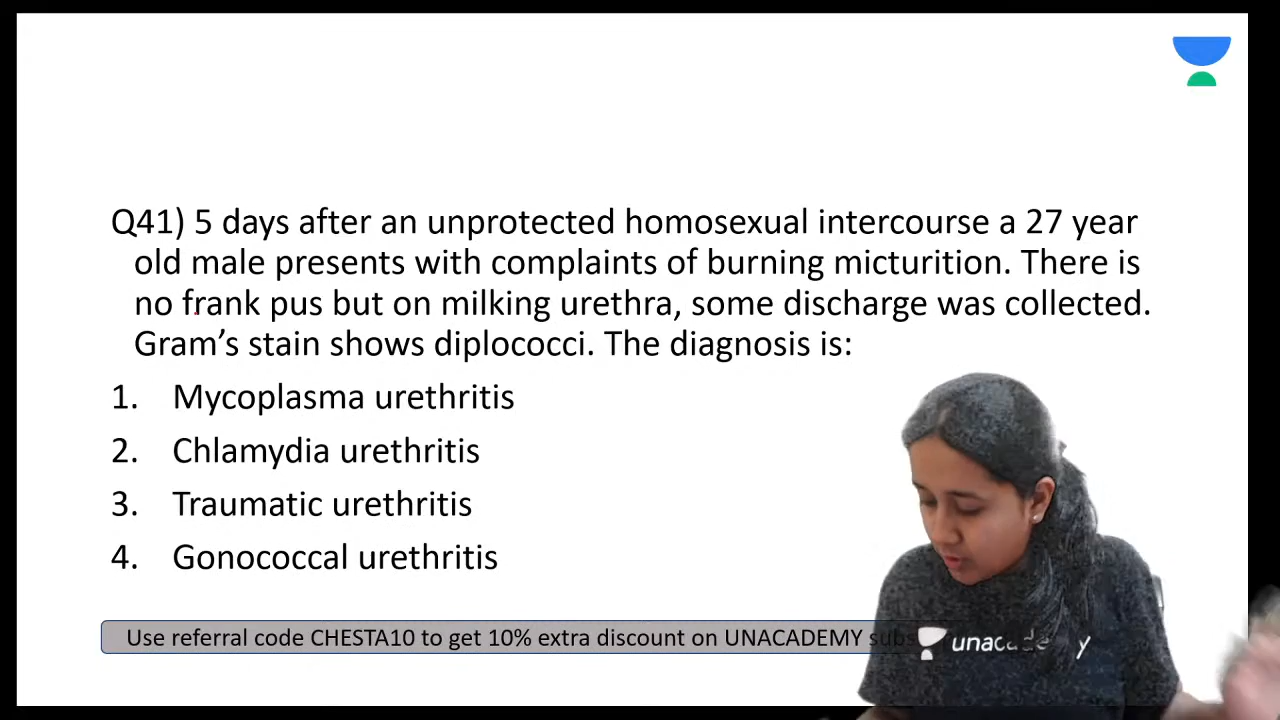 Q41) 5 days after an unprotected homosexual intercourse a 27 year
old male presents with complaints of burning micturition. There is
no frank pus but on milking urethra, some discharge was collected.
Gram’s stain shows diplococci. The diagnosis is:
1. Mycoplasma urethritis
2. Chlamydia urethritis
3. Traumatic urethritis
4. Gonococcal urethritis
Use referral code CHESTA10 to get 10% extra discount on UNACADEMY subs
unacademy